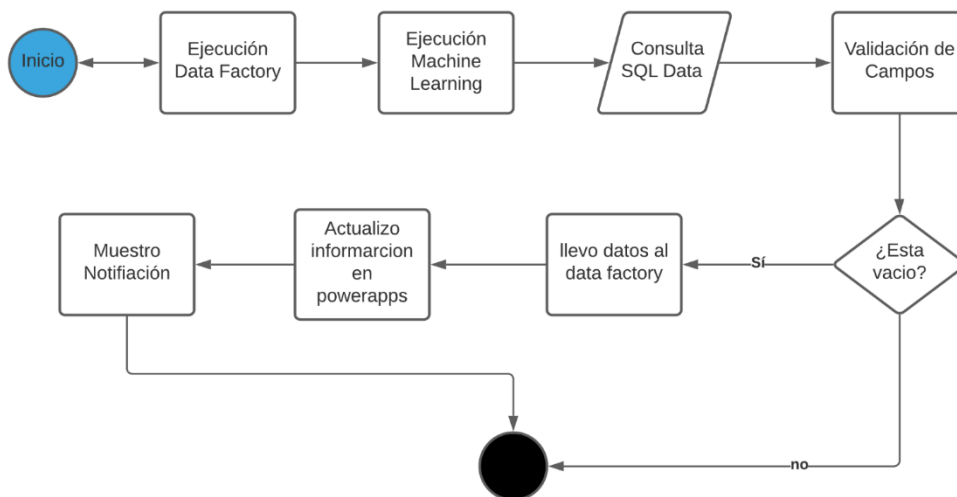 Inicio
Ejecución
Data Factory
Ejecución
Machine
Learning
Consulta
SQL Data
Validación de
Campos
¿Esta
vacio?
Sí
llevo datos al
data factory
Actualizo
informarcion
en
powerapps
Muestro
Notifiación
no